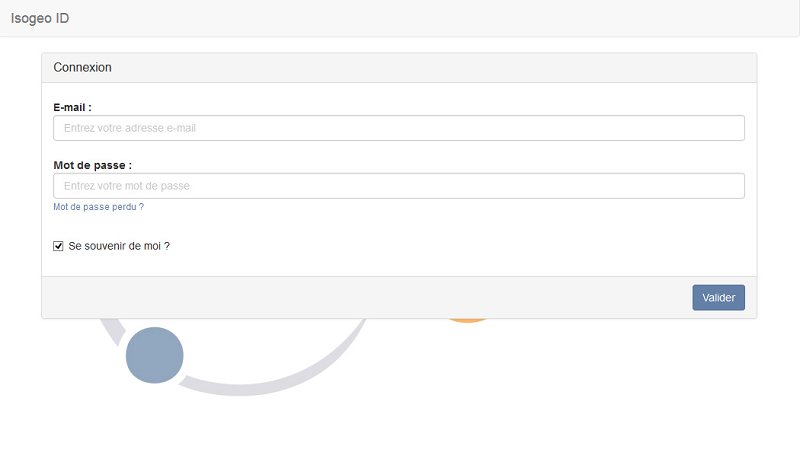 Isogeo ID
Connexion
E-mail :
Entrez votre adresse e-mail
Mot de passe :
Entrez votre mot de passe
Mot de passe perdu ?
Se souvenir de moi ?
Valider